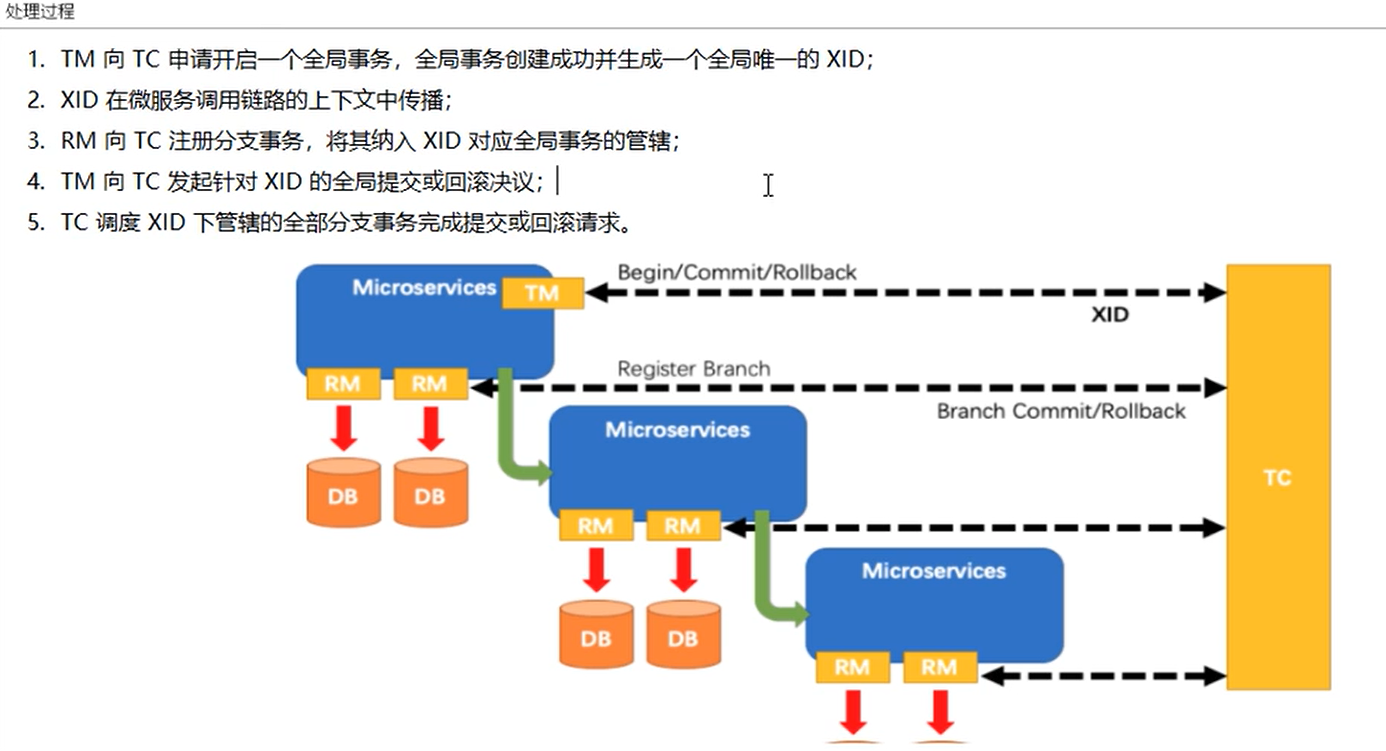 处理过程
1. TM 向 TC 申请开启一个全局事务，全局事务创建成功并生成一个全局唯一的 XID；
2. XID 在微服务调用链路的上下文中传播；
3. RM 向 TC 注册分支事务，将其纳入 XID 对应全局事务的管辖；
4. TM 向 TC 发起针对 XID 的全局提交或回滚决议；
5. TC 调度 XID 下管辖的全部分支事务完成提交或回滚请求。
Begin/Commit/Rollback
Microservices TM
XID
Register Branch
RM RM
Branch Commit/Rollback
Microservices
TC
DB DB
RM RM
Microservices
DB DB
RM RM